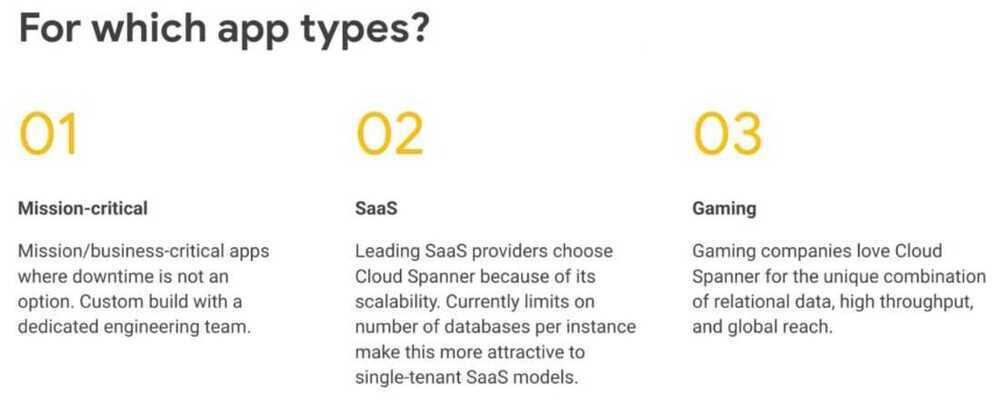 For which app types?
01
Mission-critical
Mission/business-critical apps
where downtime is not an
option. Custom build with a
dedicated engineering team.
02
SaaS
Leading SaaS providers choose
Cloud Spanner because of its
scalability. Currently limits on
number of databases per instance
make this more attractive to
single-tenant SaaS models.
03
Gaming
Gaming companies love Cloud
Spanner for the unique combination
of relational data, high throughput,
and global reach.